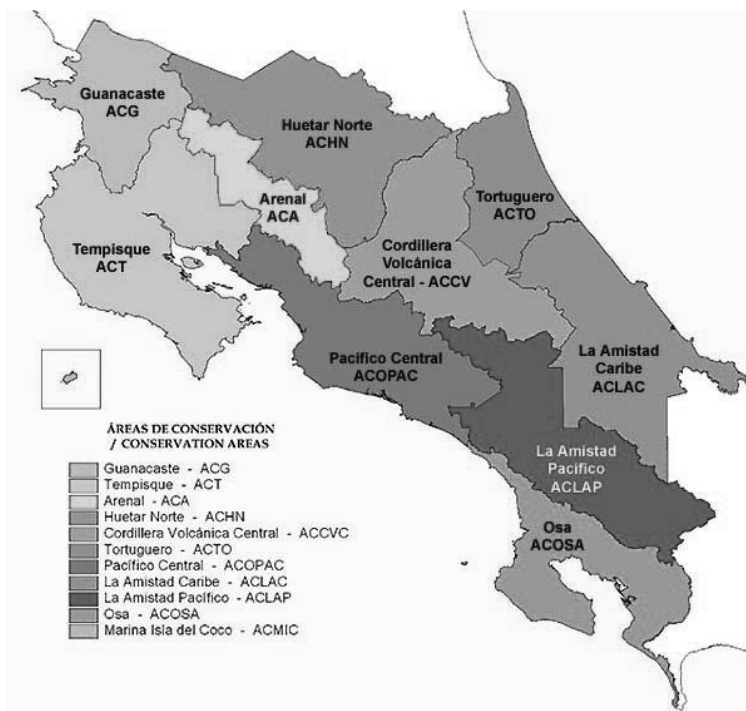 Guanacaste
ACG
Huetar Norte
ACHN
Arenal
ACA
Tortuguero
ACTO
Tempisque
ACT
Cordillera
Volcánica
Central - ACCV
Pacífico Central
ACOPAC
La Amistad
Caribe
ACLAC
La Amistad
Pacífico
ACLAP
Osa
ACOSA
ÁREAS DE CONSERVACIÓN
/ CONSERVATION AREAS
Guanacaste - ACG
Tempisque - ACT
Arenal - ACA
Huetar Norte - ACHN
Cordillera Volcánica Central - ACCVC
Tortuguero - ACTO
Pacífico Central - ACOPAC
La Amistad Caribe - ACLAC
La Amistad Pacífico - ACLAP
Osa - ACOSA
Marina Isla del Coco - ACMIC